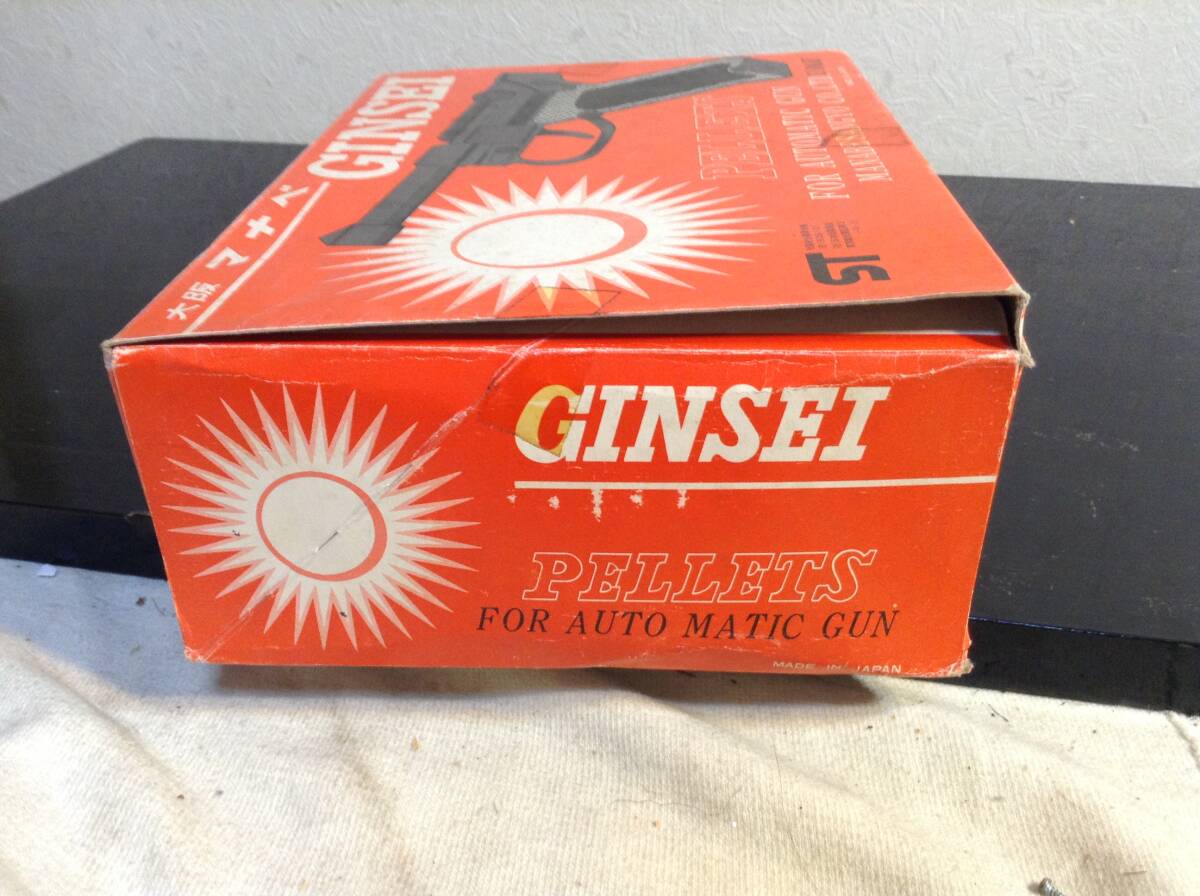 大阪マナベ
GINSEI
PELLETS
FOR AUTOMATIC GUN
ST
GINSEI
PELLETS
FOR AUTO MATIC GUN
MADE IN JAPAN